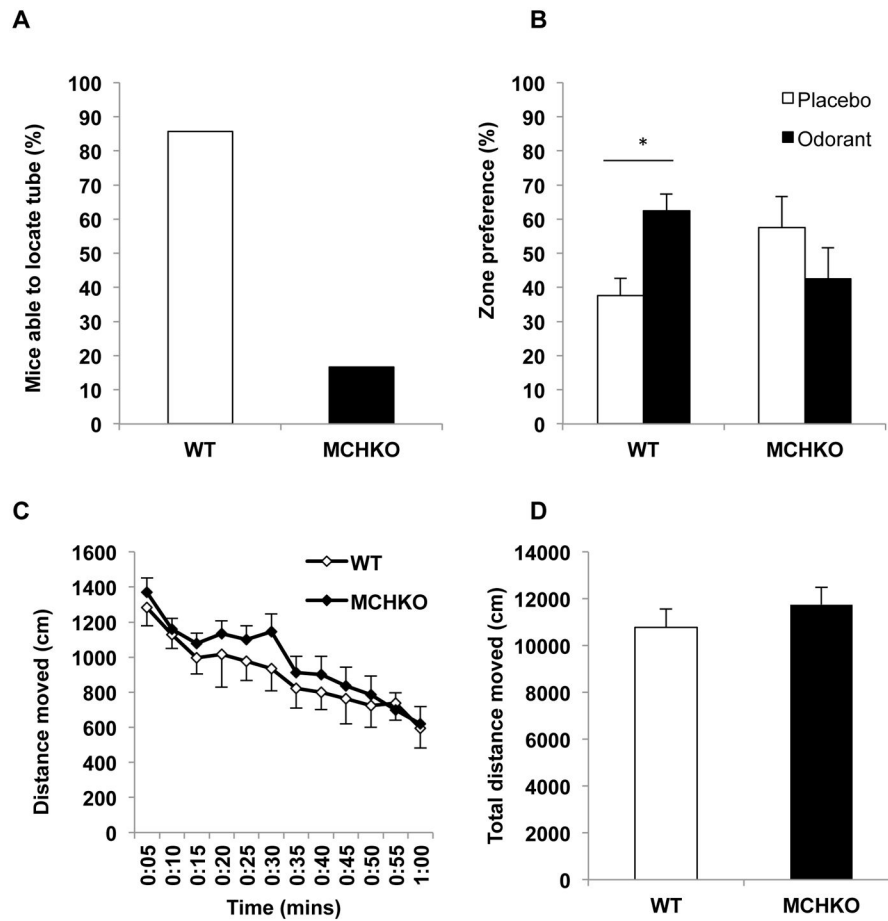 A
Mice able to locate tube (%)
100
90
80
70
60
50
40
30
20
10
0
WT
MCHKO
B
Zone preference (%)
100
90
80
70
60
50
40
30
20
10
0
Placebo
Odorant
*
WT
MCHKO
C
Distance moved (cm)
1600
1400
1200
1000
800
600
400
200
0
WT
MCHKO
0:05
0:10
0:15
0:20
0:25
0:30
0:35
0:40
0:45
0:50
0:55
1:00
Time (mins)
D
Total distance moved (cm)
14000
12000
10000
8000
6000
4000
2000
0
WT
MCHKO